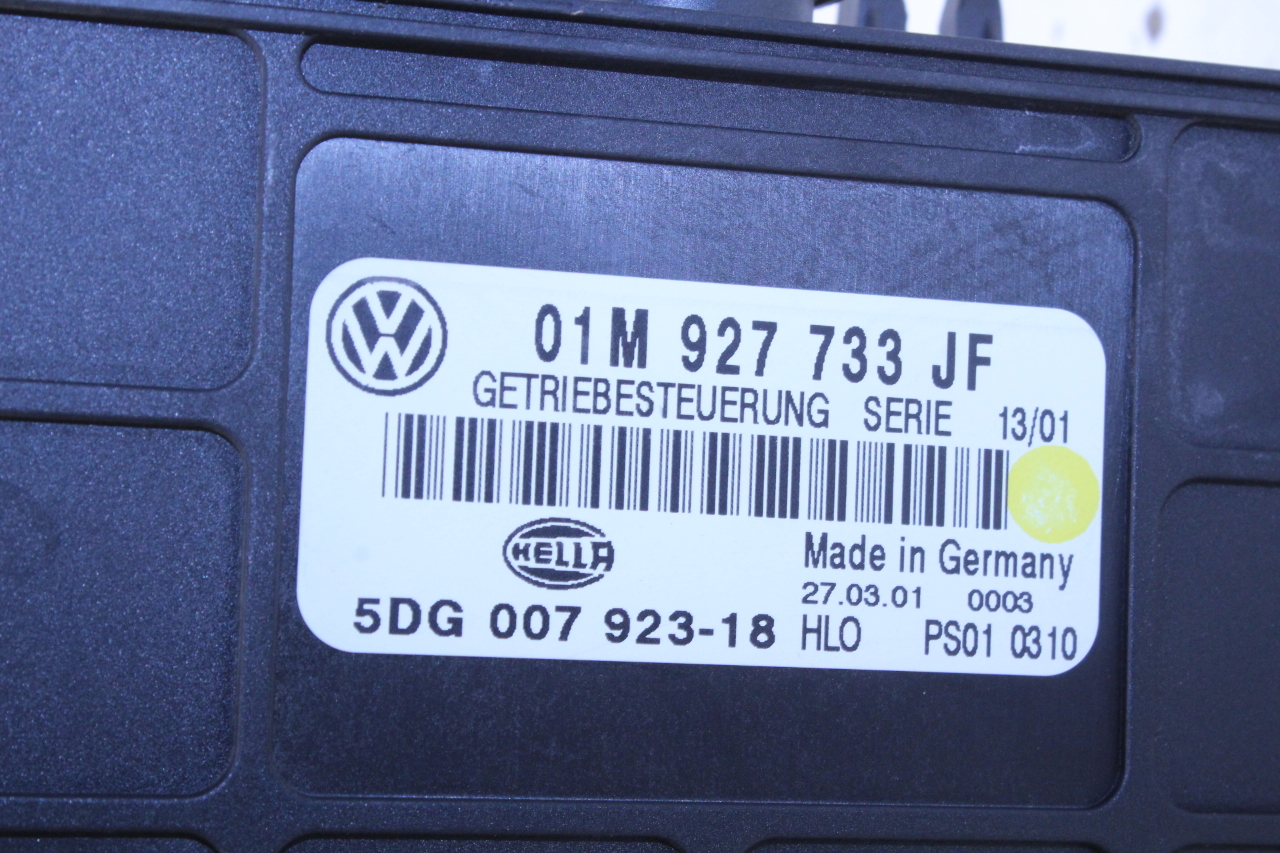 01M 927 733 JF
GETRIEBESTEUERUNG SERIE 13/01
HELLA
Made in Germany
27.03.01 0003
5DG 007 923-18 HLO PS01 0310